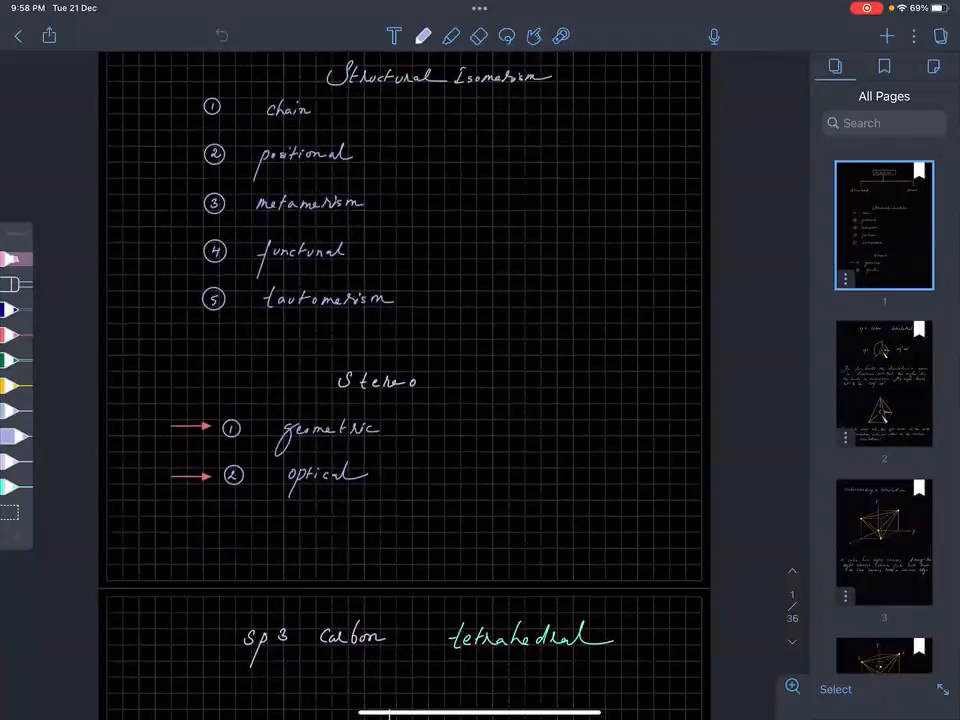 9:58 PM Tue 21 Dec
69%
Structural Isomerism
1 chain
2 positional
3 metamerism
4 functunal
5 tautomerism
Stereo
1 geometric
2 optical
sp3 carbon tetrahedral
All Pages
Search
1
2
3
1
/
36
Select